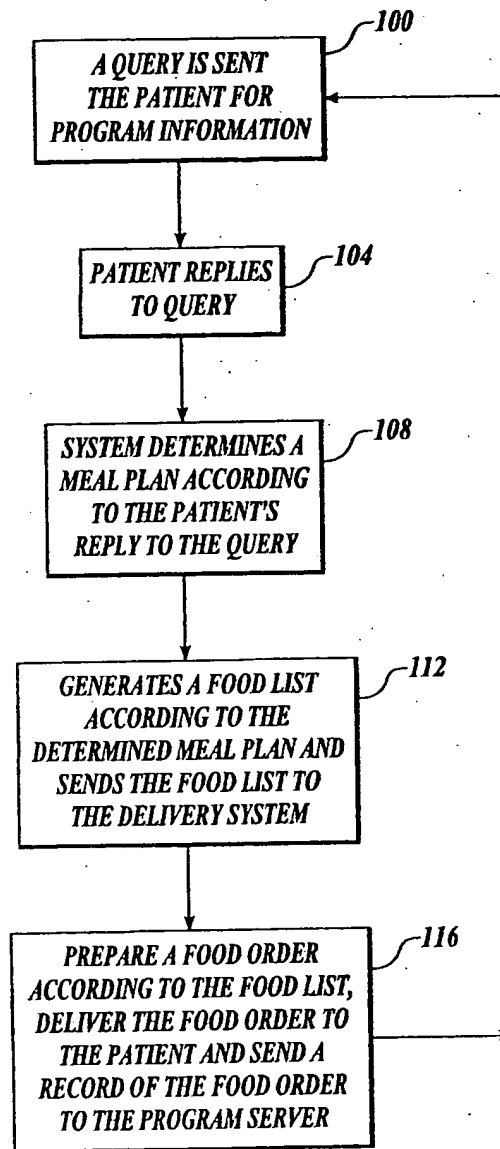 100
A QUERY IS SENT
THE PATIENT FOR
PROGRAM INFORMATION
104
PATIENT REPLIES
TO QUERY
108
SYSTEM DETERMINES A
MEAL PLAN ACCORDING
TO THE PATIENT'S
REPLY TO THE QUERY
112
GENERATES A FOOD LIST
ACCORDING TO THE
DETERMINED MEAL PLAN AND
SENDS THE FOOD LIST TO
THE DELIVERY SYSTEM
116
PREPARE A FOOD ORDER
ACCORDING TO THE FOOD LIST,
DELIVER THE FOOD ORDER TO
THE PATIENT AND SEND A
RECORD OF THE FOOD ORDER
TO THE PROGRAM SERVER